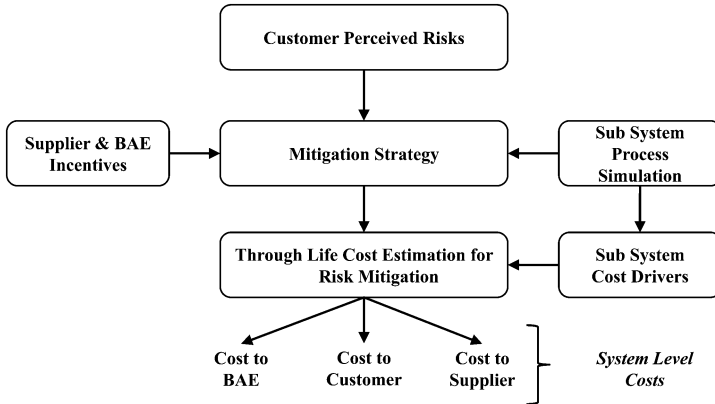 Customer Perceived Risks
Supplier & BAE
Incentives
Mitigation Strategy
Sub System
Process
Simulation
Through Life Cost Estimation for
Risk Mitigation
Sub System
Cost Drivers
Cost to
BAE
Cost to
Customer
Cost to
Supplier
System Level
Costs